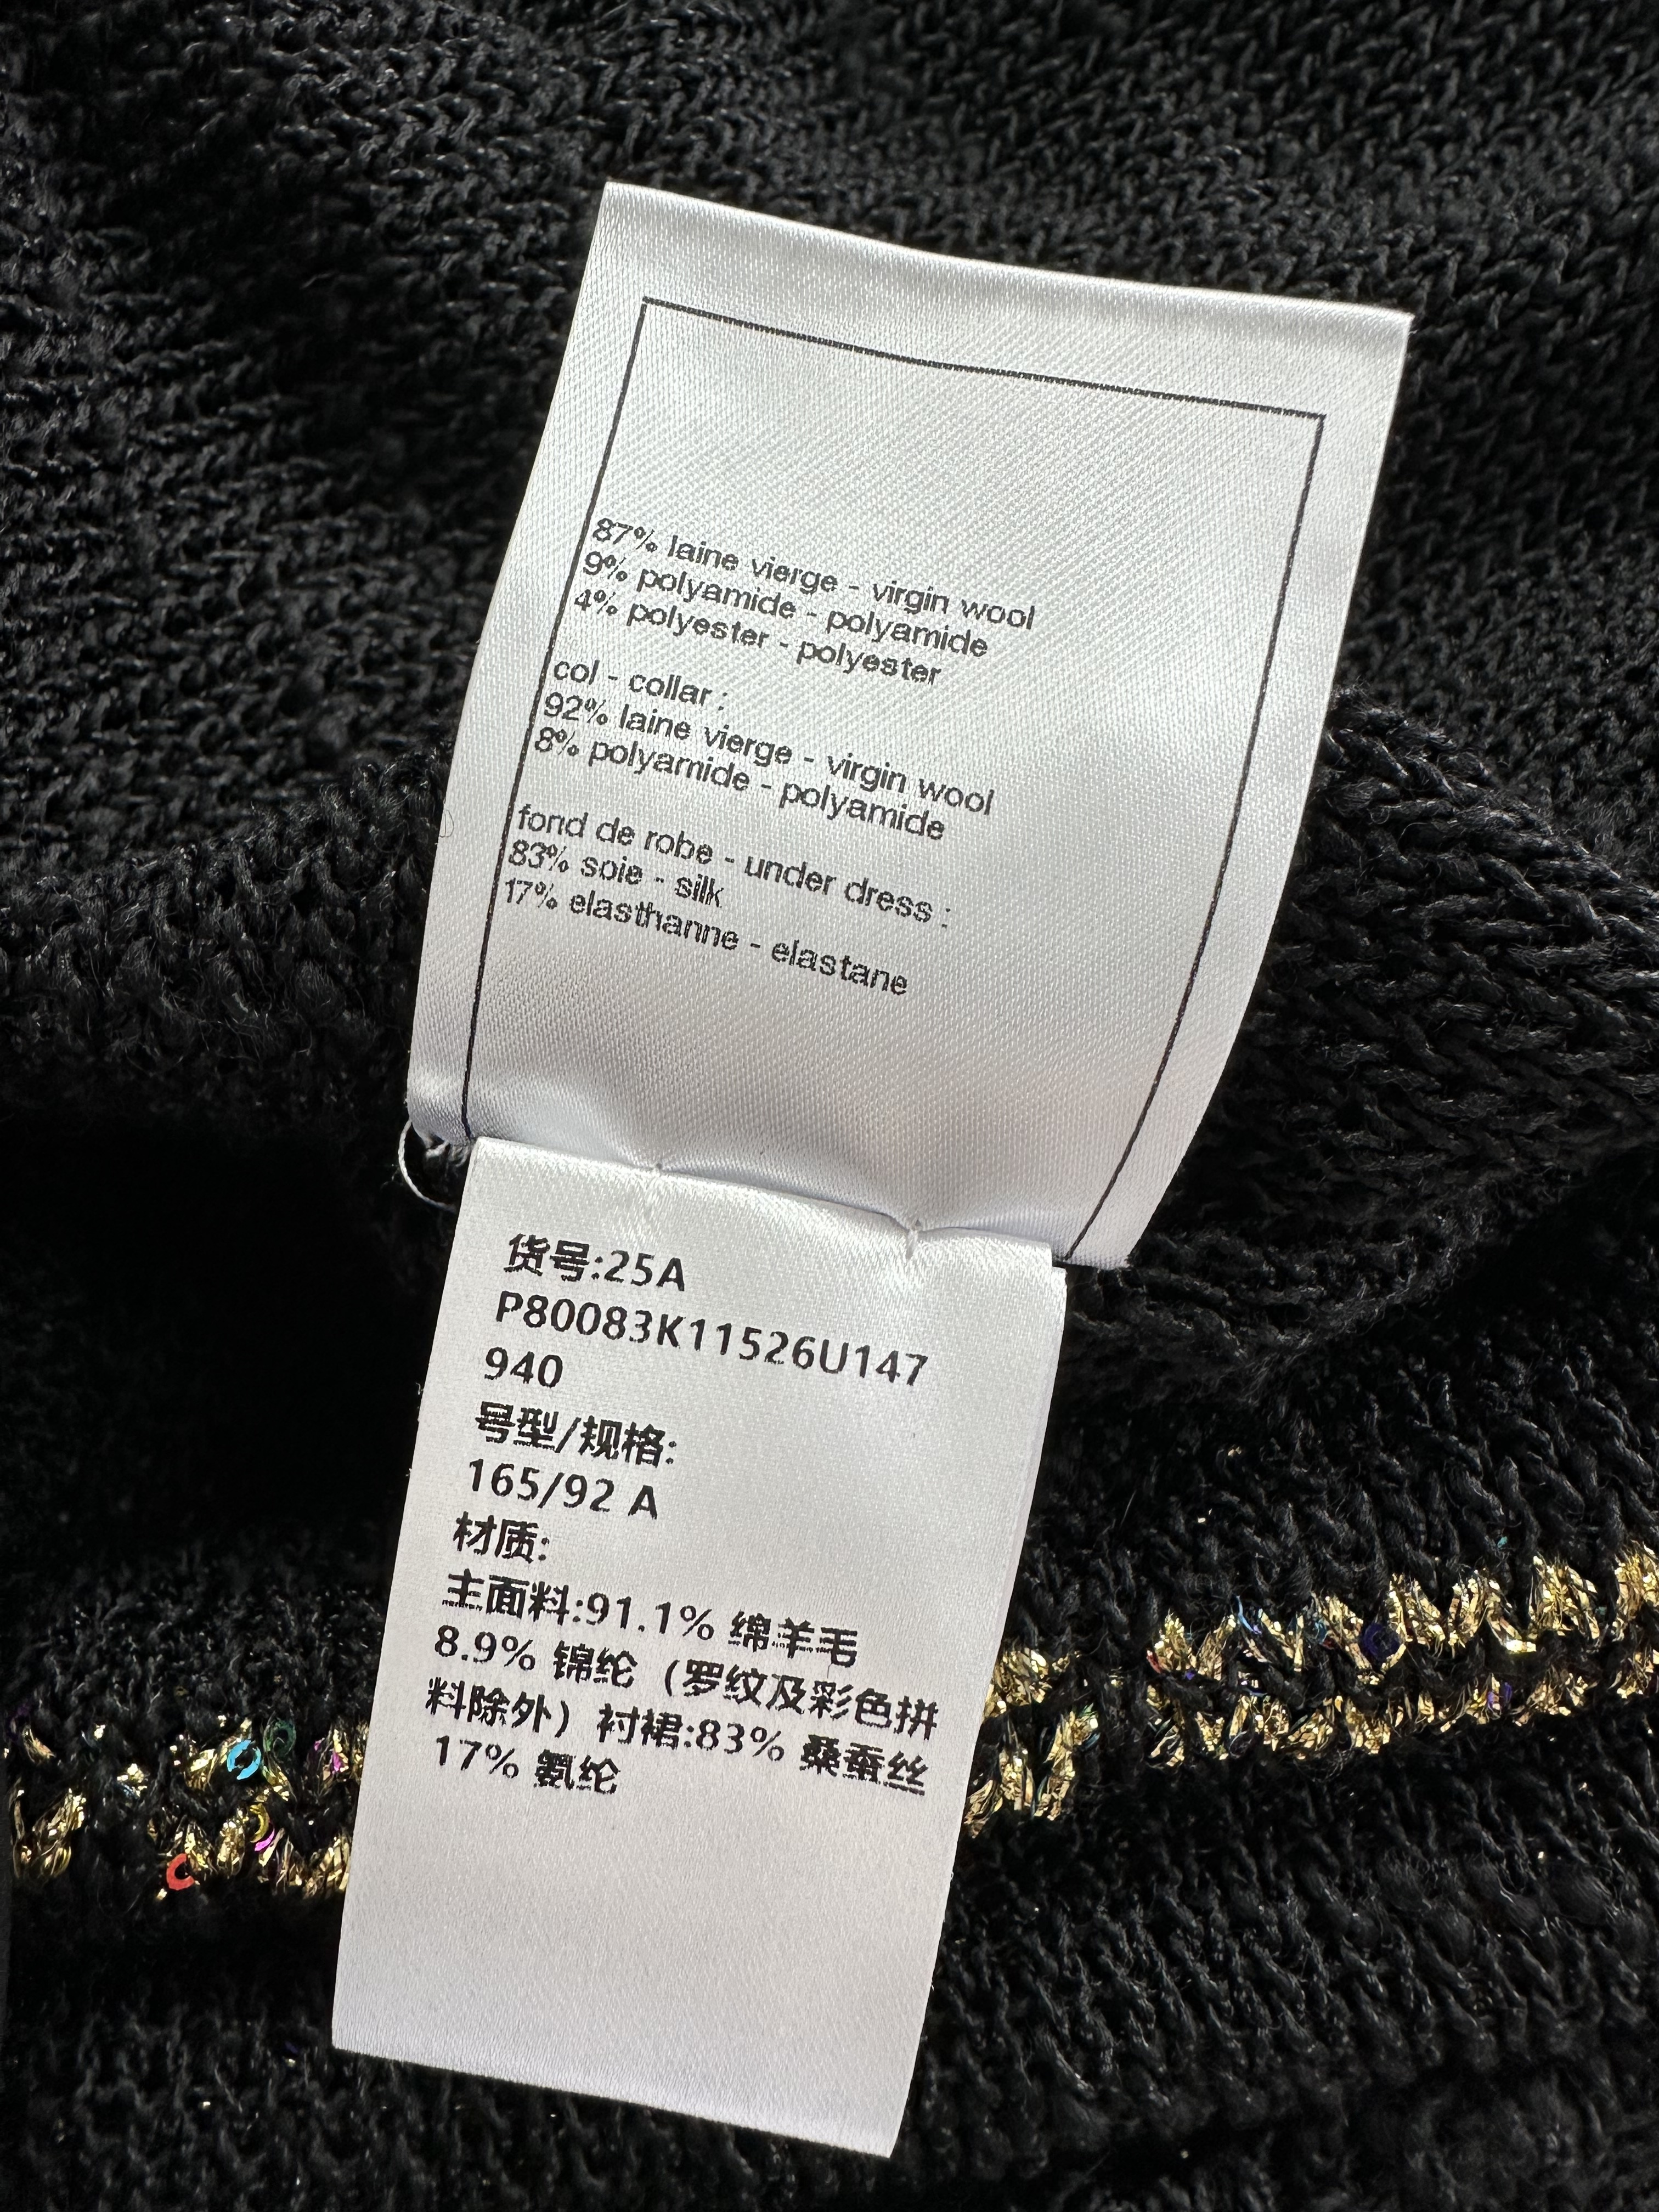 87% laine vierge - virgin wool
9% polyamide - polyamide
4% polyester - polyester
col - collar :
92% laine vierge - virgin wool
8% polyamide - polyamide
fond de robe - under dress :
83% soie - silk
17% elasthanne - elastane
货号:25A
P80083K11526U147
940
号型/规格:
165/92 A
材质:
主面料:91.1% 绵羊毛
8.9% 锦纶（罗纹及彩色拼
料除外）衬裙:83% 桑蚕丝
17% 氨纶